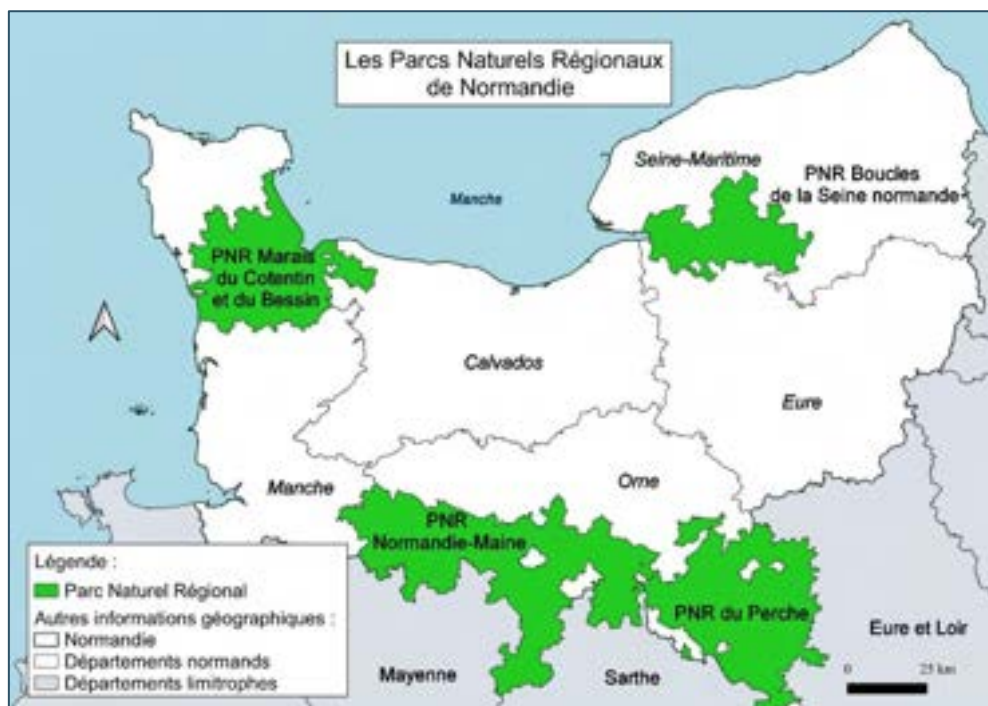 Les Parcs Naturels Régionaux
de Normandie
Seine-Maritime
PNR Boucles
de la Seine normande
Manche
PNR Marais
du Cotentin
et du Bessin
Calvados
Eure
Manche
Orne
PNR
Normandie-Maine
PNR du Perche
Eure et Loir
Mayenne
Sarthe
Légende :
Parc Naturel Régional
Autres informations géographiques :
Normandie
Départements normands
Départements limitrophes
0 25 km